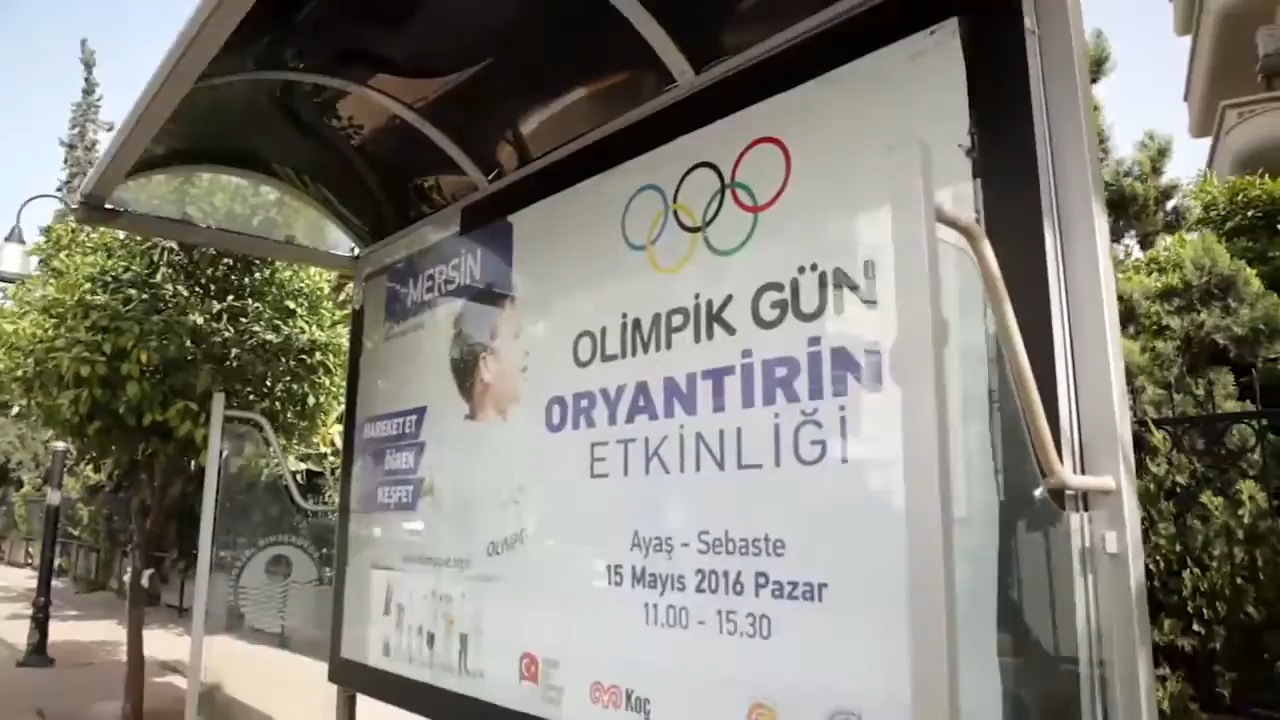 MERSİN
OLİMPİK GÜN
ORYANTİRİN
ETKİNLİĞİ
HAREKET ET
ÖĞREN
KEŞFET
Ayaş - Sebaste
15 Mayıs 2016 Pazar
11.00 - 15.30
Koç